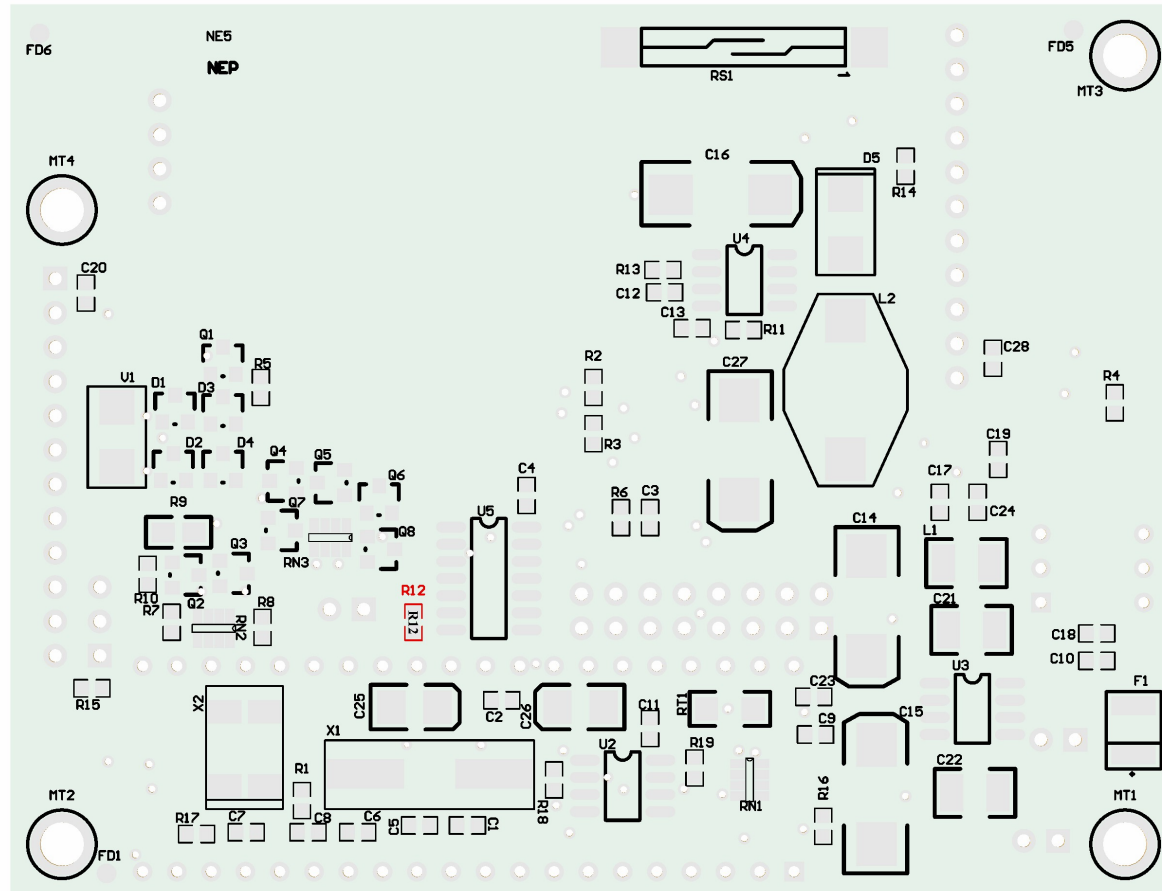 FD6
NE5
NEP
RS1
1
FD5
MT3
MT4
C16
D5
R14
U4
C20
R13
C12
C13
R11
L2
Q1
R5
R2
C27
C28
V1
D1
D3
R4
R3
D2
D4
Q4
Q5
Q6
C4
C19
C17
R9
Q7
U5
Q8
R6
C3
C14
C24
L1
Q3
RN3
R10
Q2
R12
R12
C21
R7
R8
RN2
C18
C10
U3
R15
X2
C25
C2
C26
C11
RT1
C23
C15
F1
X1
C9
U2
R19
C22
R1
RN1
R16
MT2
MT1
R18
R17
C7
C8
C6
C5
C1
FD1